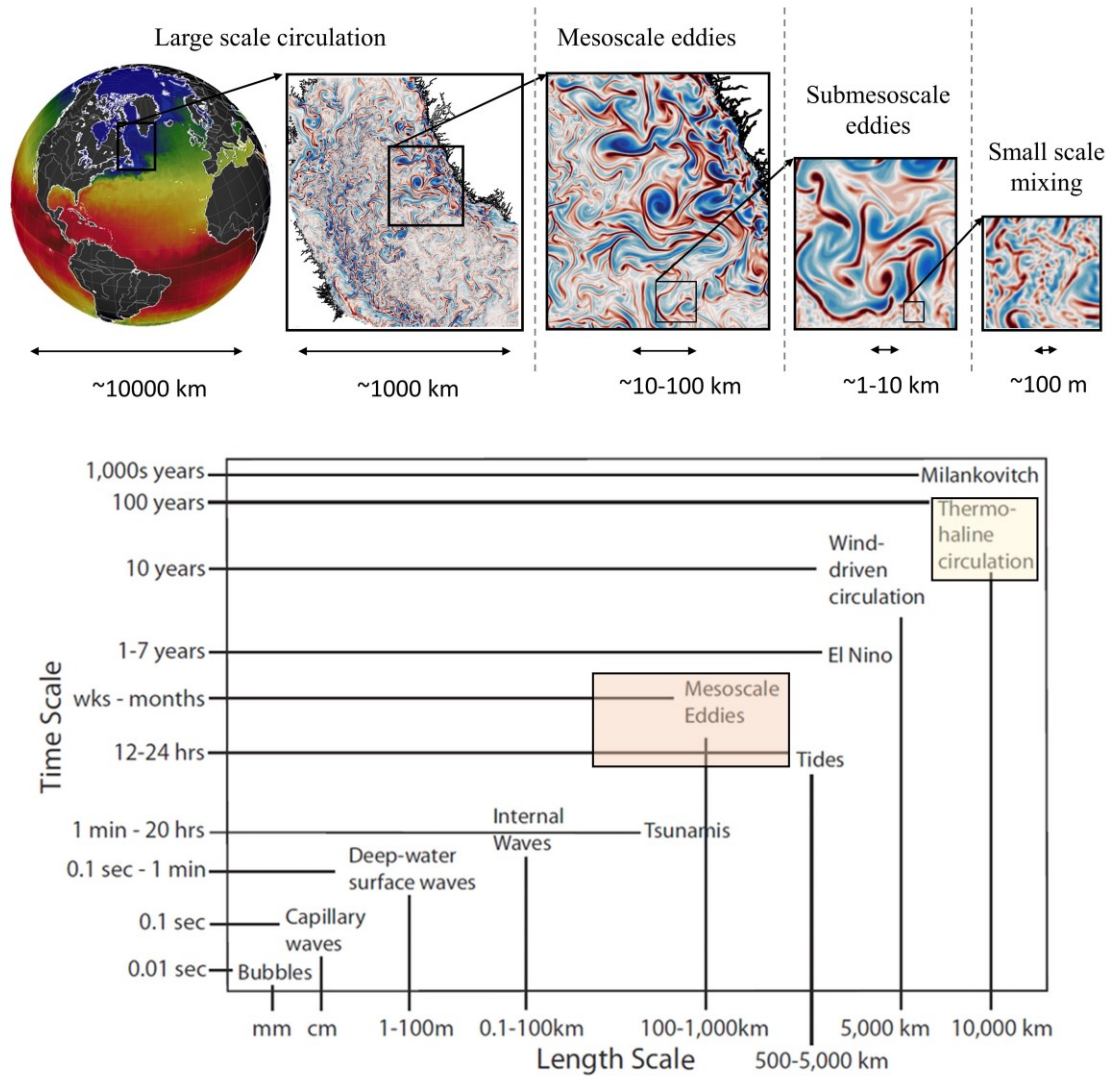 Large scale circulation
Mesoscale eddies
Submesoscale
eddies
Small scale
mixing
~10000 km
~1000 km
~10-100 km
~1-10 km
~100 m
1,000s years
Milankovitch
100 years
Thermo-
haline
circulation
Wind-
driven
circulation
10 years
1-7 years
El Nino
wks - months
Mesoscale
Eddies
12-24 hrs
Tides
Time Scale
1 min - 20 hrs
Internal
Waves
Tsunamis
0.1 sec - 1 min
Deep-water
surface waves
0.1 sec
Capillary
waves
0.01 sec
Bubbles
mm
cm
1-100m
0.1-100km
100-1,000km
5,000 km
10,000 km
500-5,000 km
Length Scale